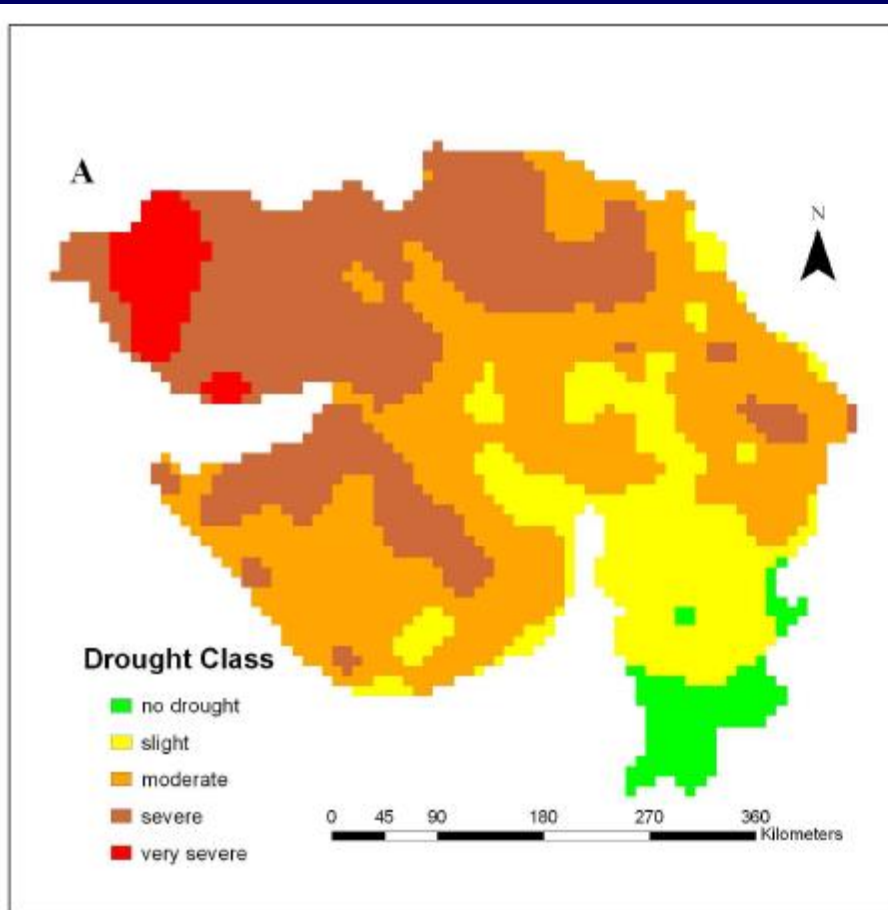 A
N
Drought Class
no drought
slight
moderate
severe
very severe
0 45 90 180 270 360
Kilometers